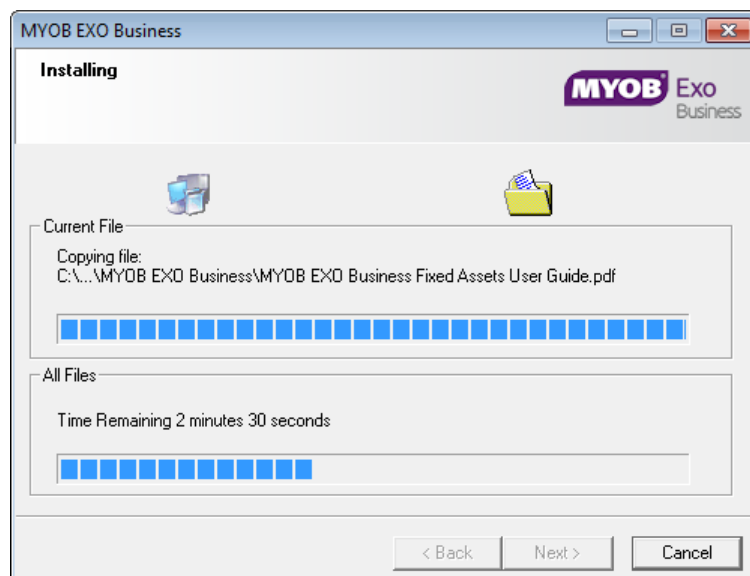 MYOB EXO Business
Installing
MYOB Exo
Business
Current File
Copying file:
C:\...\MYOB EXO Business\MYOB EXO Business Fixed Assets User Guide.pdf
All Files
Time Remaining 2 minutes 30 seconds
< Back Next > Cancel